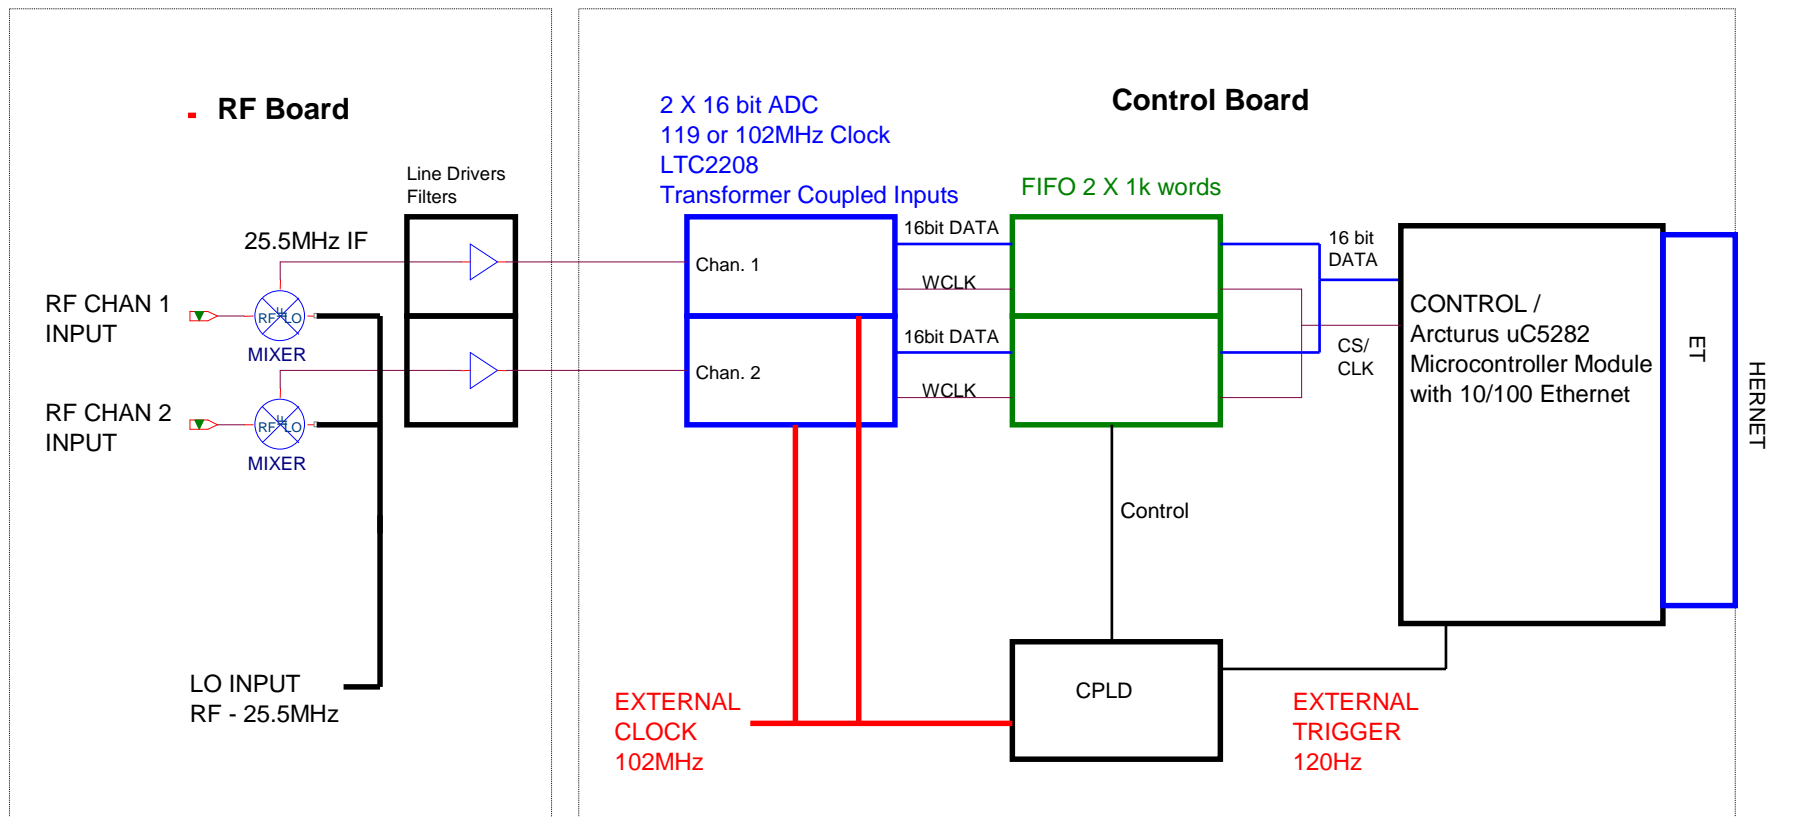 RF Board
Control Board
2 X 16 bit ADC
119 or 102MHz Clock
LTC2208
Transformer Coupled Inputs
Line Drivers
Filters
FIFO 2 X 1k words
25.5MHz IF
RF CHAN 1
INPUT
RF LO
MIXER
RF CHAN 2
INPUT
RF LO
MIXER
LO INPUT
RF - 25.5MHz
Chan. 1
Chan. 2
16bit DATA
WCLK
16bit DATA
WCLK
16 bit
DATA
CS/
CLK
CONTROL /
Arcturus uC5282
Microcontroller Module
with 10/100 Ethernet
ET
HERNET
Control
CPLD
EXTERNAL
CLOCK
102MHz
EXTERNAL
TRIGGER
120Hz